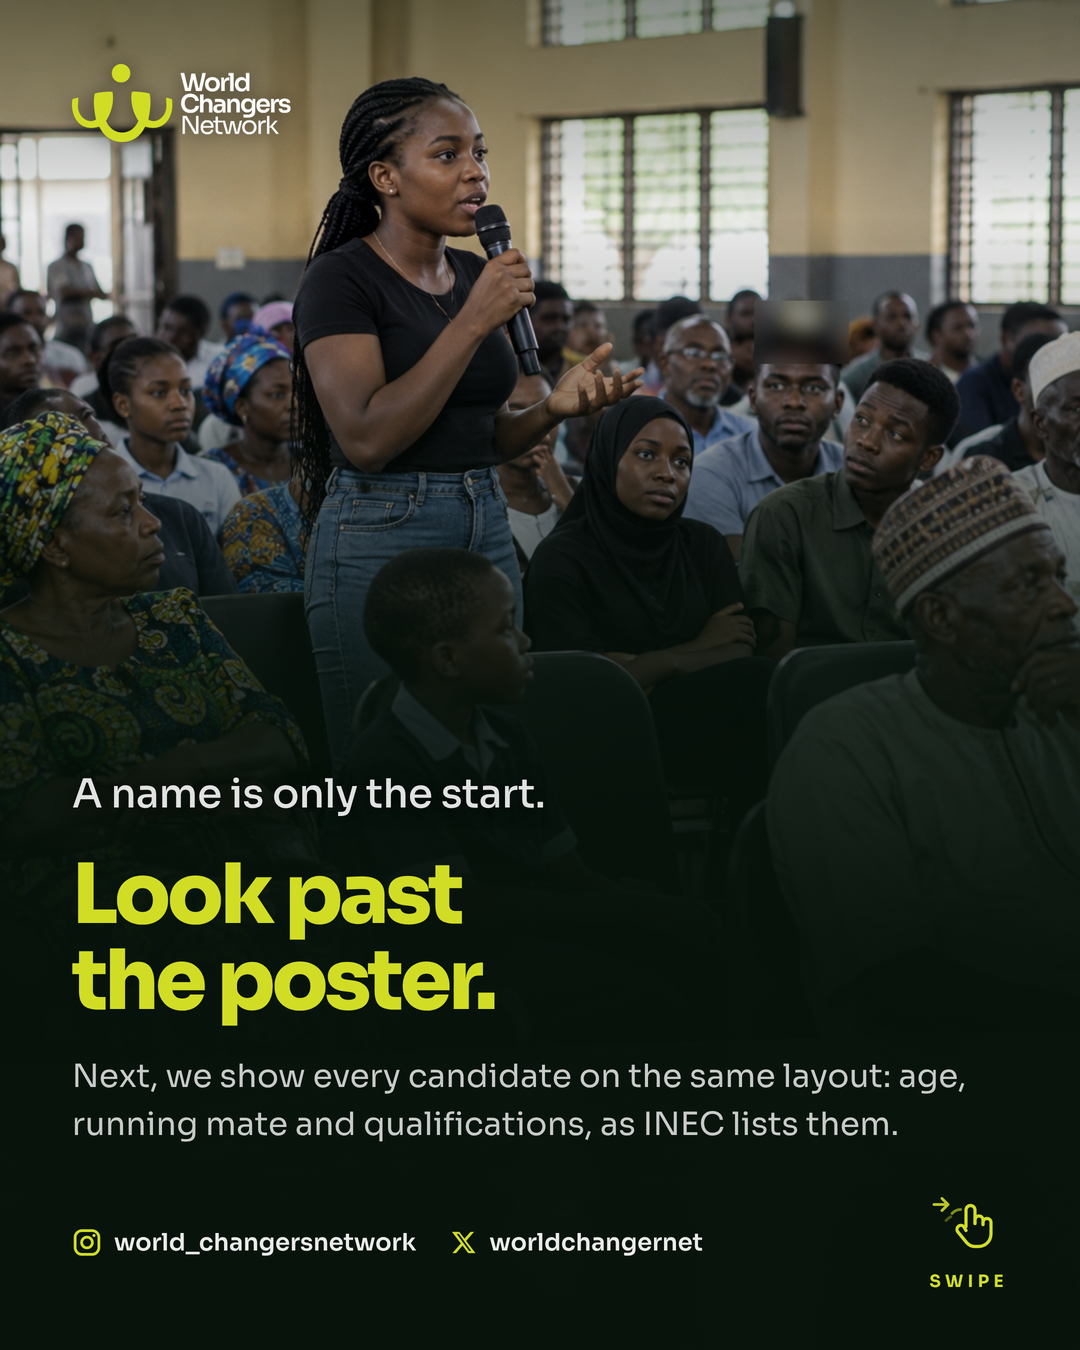 World
Changers
Network
A name is only the start.
Look past
the poster.
Next, we show every candidate on the same layout: age,
running mate and qualifications, as INEC lists them.
world_changersnetwork
worldchangernet
SWIPE